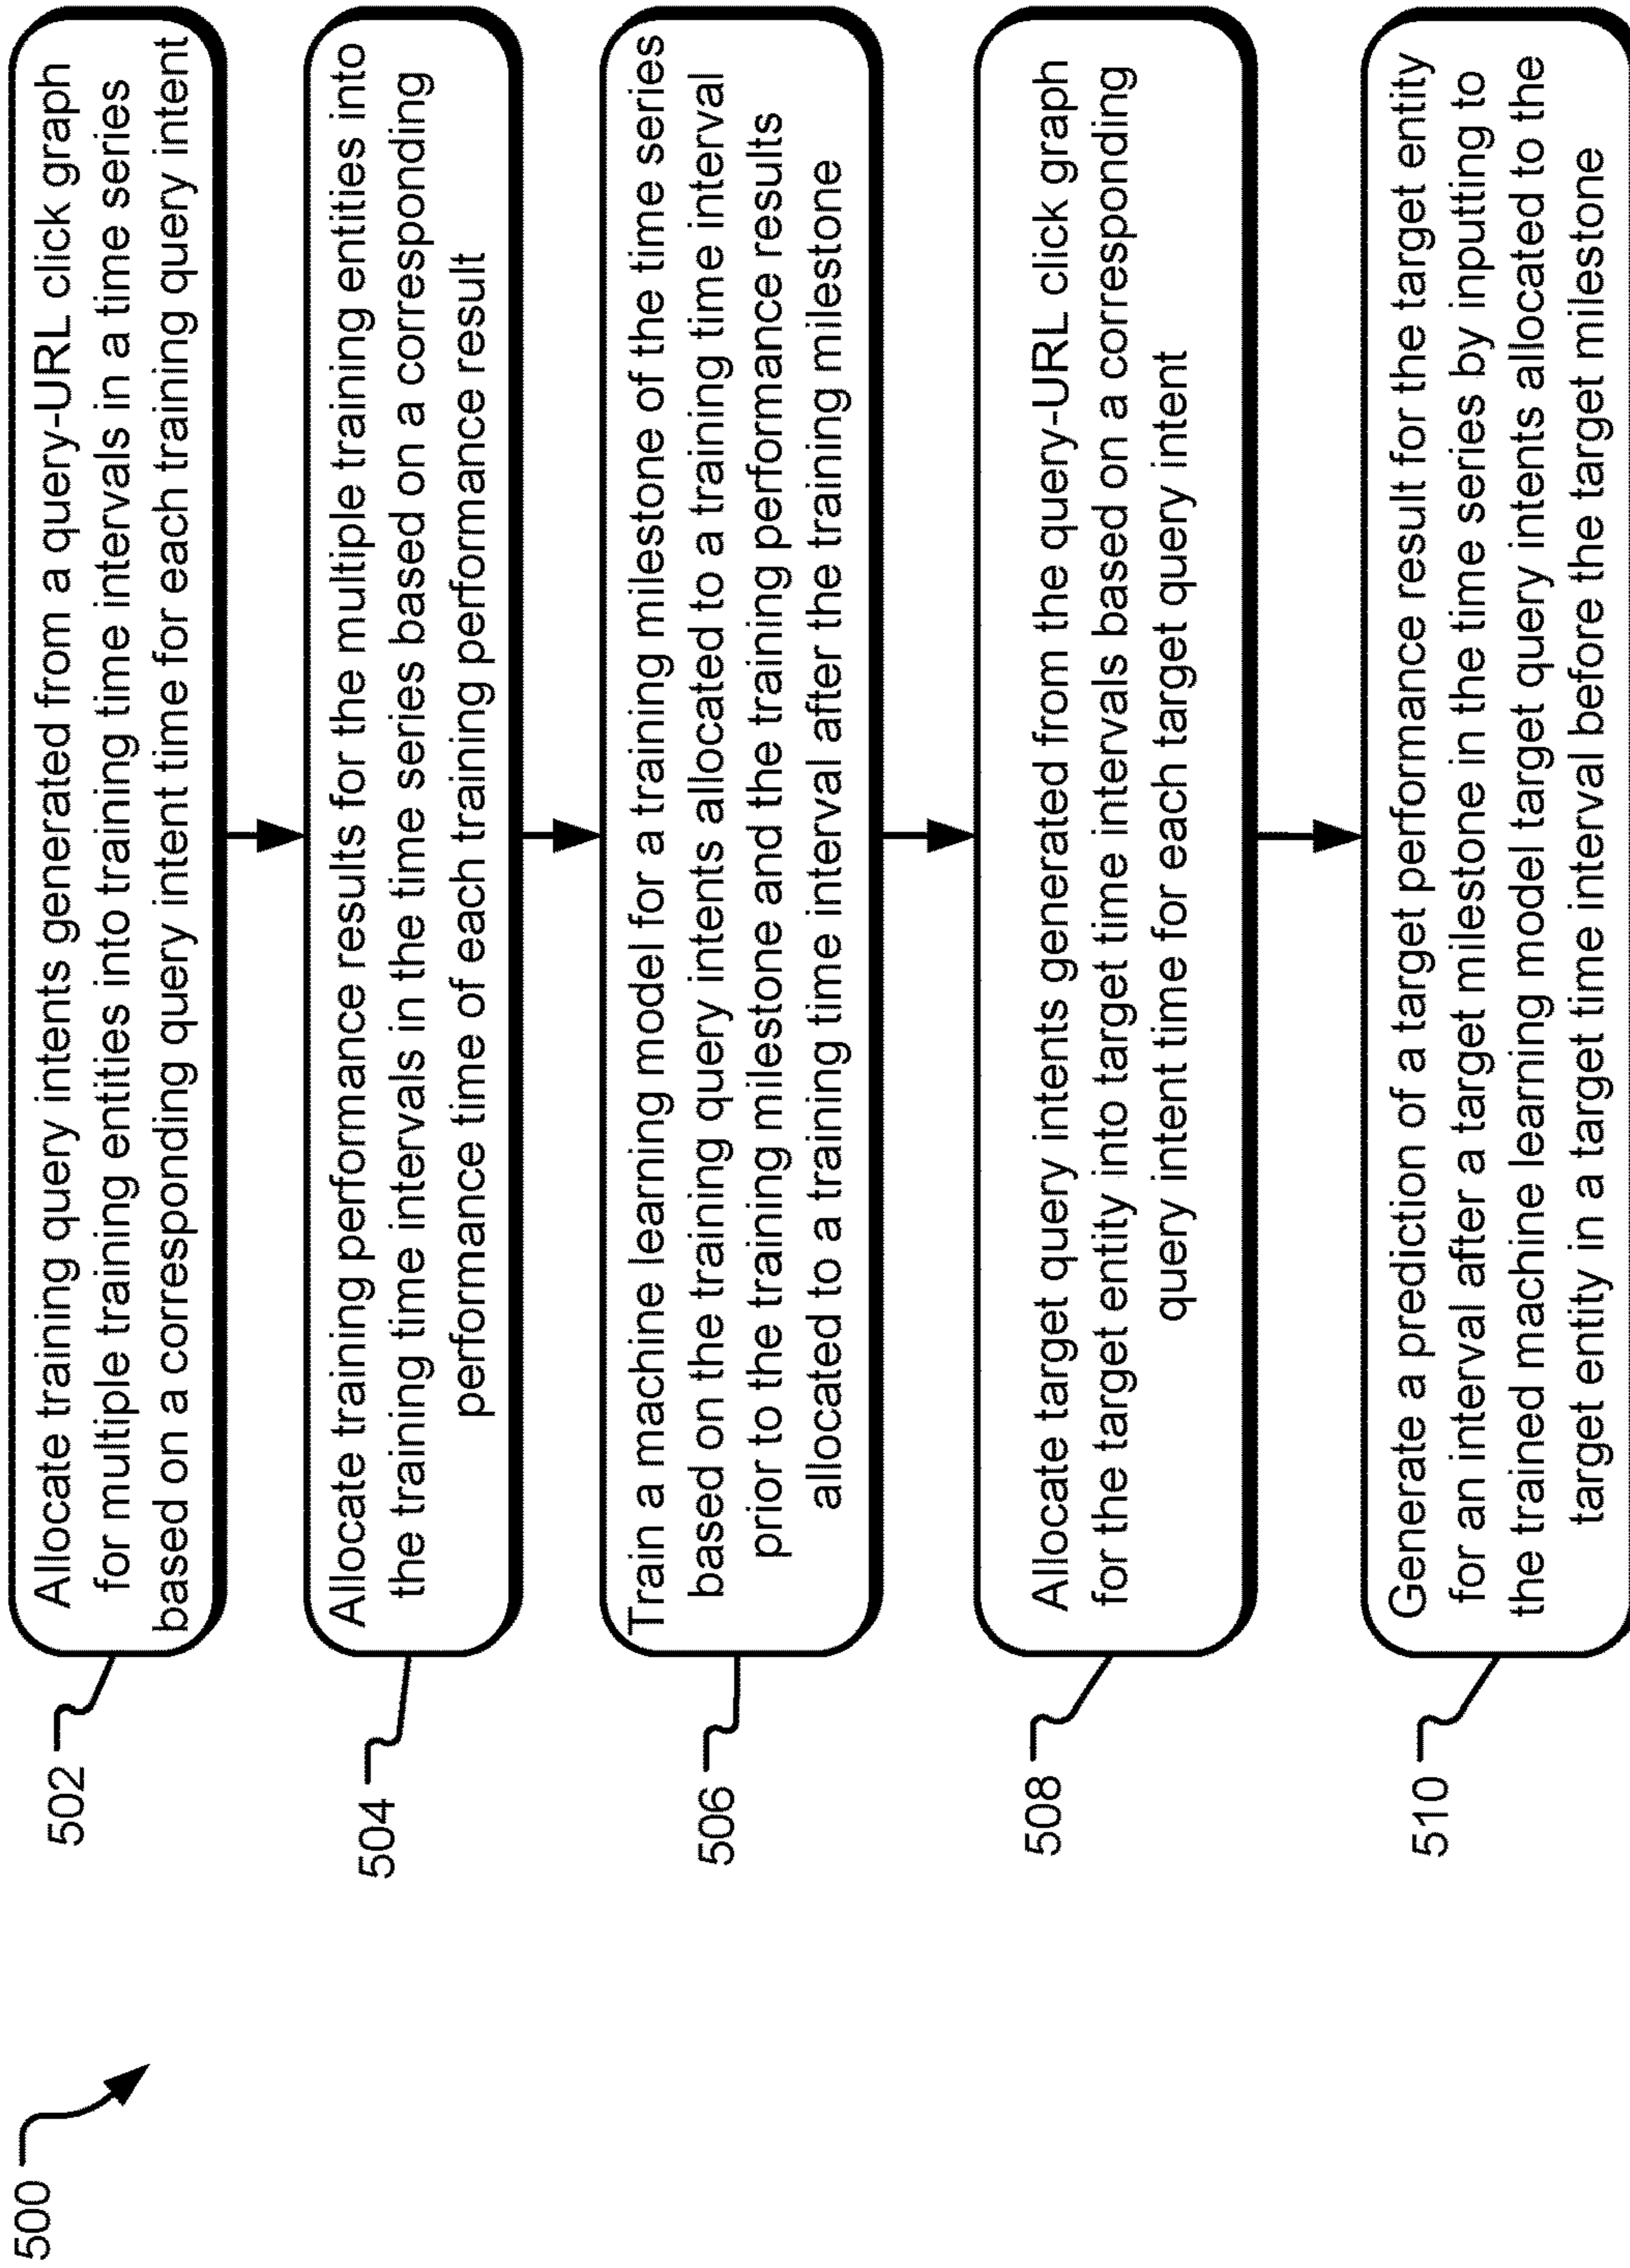 500
502
Allocate training query intents generated from a query-URL click graph
for multiple training entities into training time intervals in a time series
based on a corresponding query intent time for each training query intent
504
Allocate training performance results for the multiple training entities into
the training time intervals in the time series based on a corresponding
performance time of each training performance result
506
Train a machine learning model for a training milestone of the time series
based on the training query intents allocated to a training time interval
prior to the training milestone and the training performance results
allocated to a training time interval after the training milestone
508
Allocate target query intents generated from the query-URL click graph
for the target entity into target time intervals based on a corresponding
query intent time for each target query intent
510
Generate a prediction of a target performance result for the target entity
for an interval after a target milestone in the time series by inputting to
the trained machine learning model target query intents allocated to the
target entity in a target time interval before the target milestone